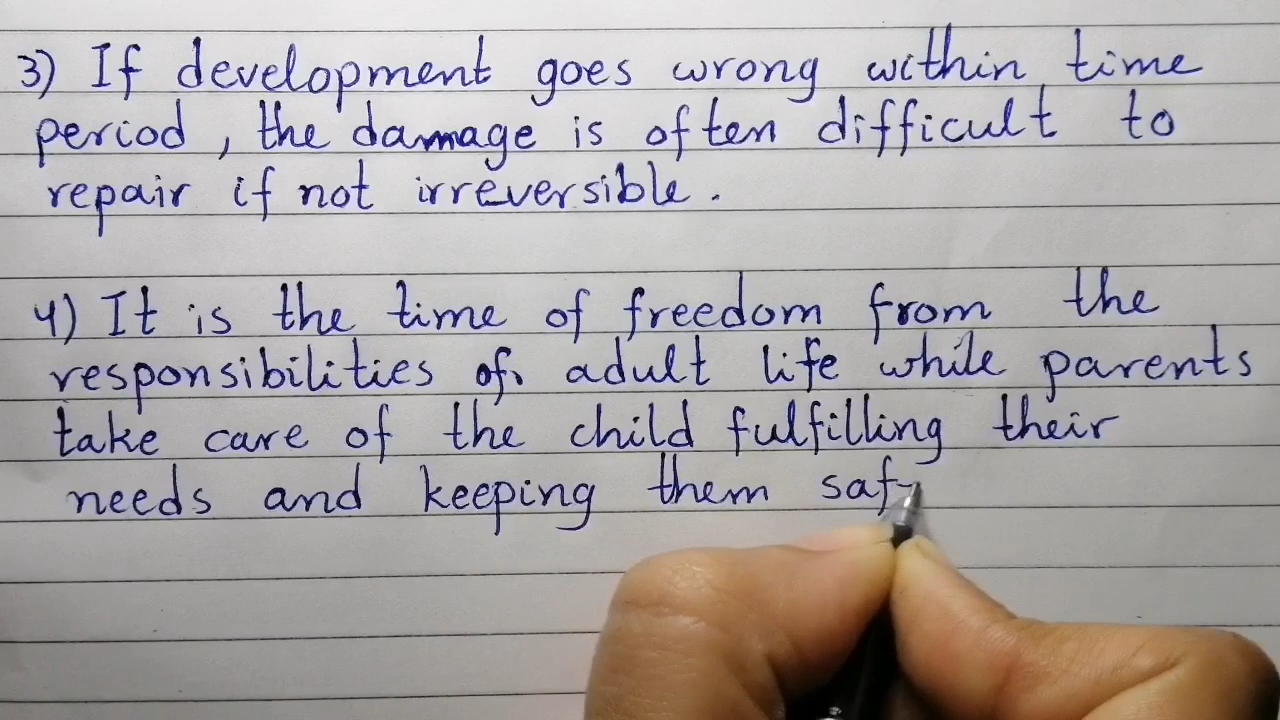 3) If development goes wrong within time
period, the damage is often difficult to
repair if not irreversible.
4) It is the time of freedom from the
responsibilities of adult life while parents
take care of the child fulfilling their
needs and keeping them saf